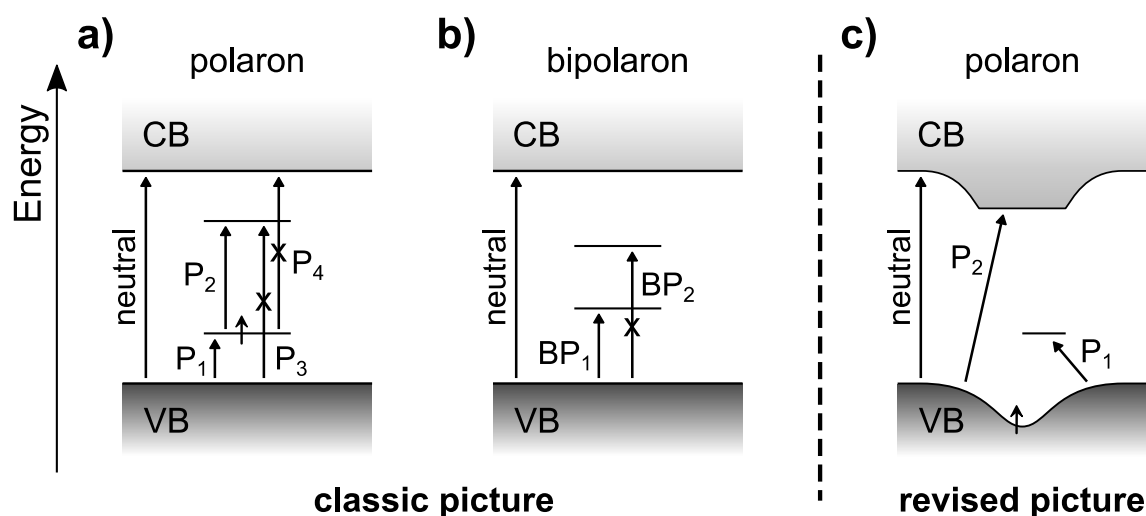 a)
polaron
b)
bipolaron
c)
polaron
Energy
CB
neutral
P₂
X
X
P₄
P₁
P₃
VB
CB
neutral
BP₂
X
BP₁
VB
CB
neutral
P₂
P₁
VB
classic picture
revised picture